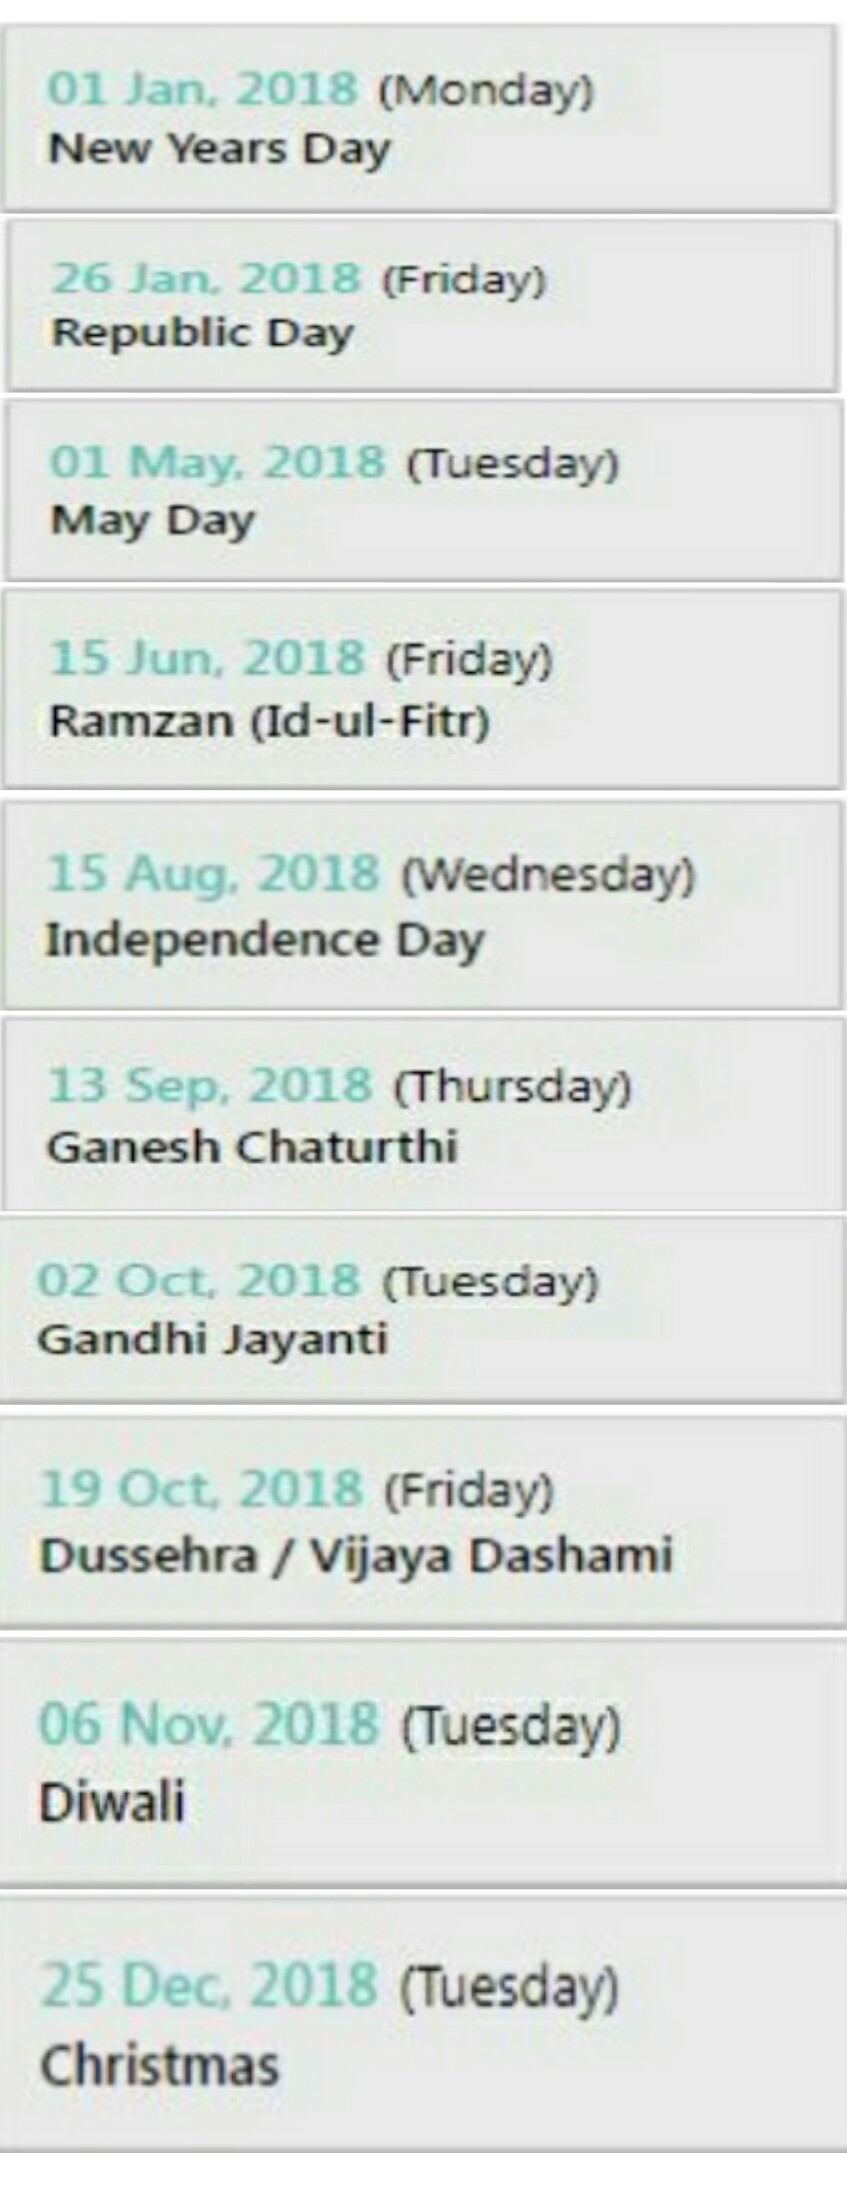 01 Jan, 2018 (Monday)
New Years Day
26 Jan, 2018 (Friday)
Republic Day
01 May, 2018 (Tuesday)
May Day
15 Jun, 2018 (Friday)
Ramzan (Id-ul-Fitr)
15 Aug, 2018 (Wednesday)
Independence Day
13 Sep, 2018 (Thursday)
Ganesh Chaturthi
02 Oct, 2018 (Tuesday)
Gandhi Jayanti
19 Oct, 2018 (Friday)
Dussehra / Vijaya Dashami
06 Nov, 2018 (Tuesday)
Diwali
25 Dec, 2018 (Tuesday)
Christmas